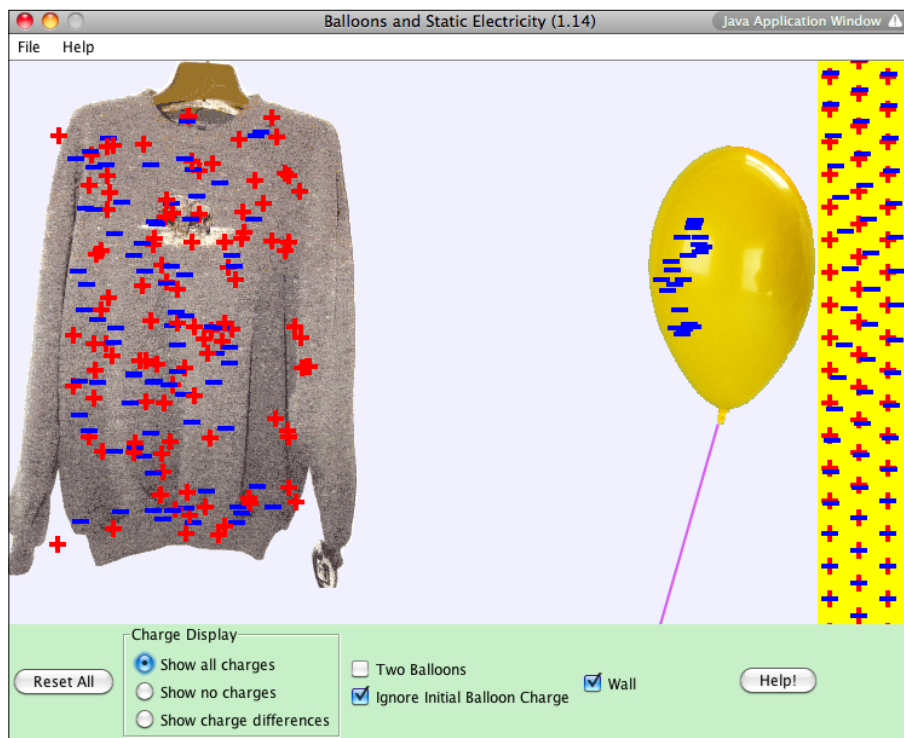 Balloons and Static Electricity (1.14)
Java Application Window
File Help
Charge Display
Show all charges
Show no charges
Show charge differences
Reset All
Two Balloons
Ignore Initial Balloon Charge
Wall
Help!